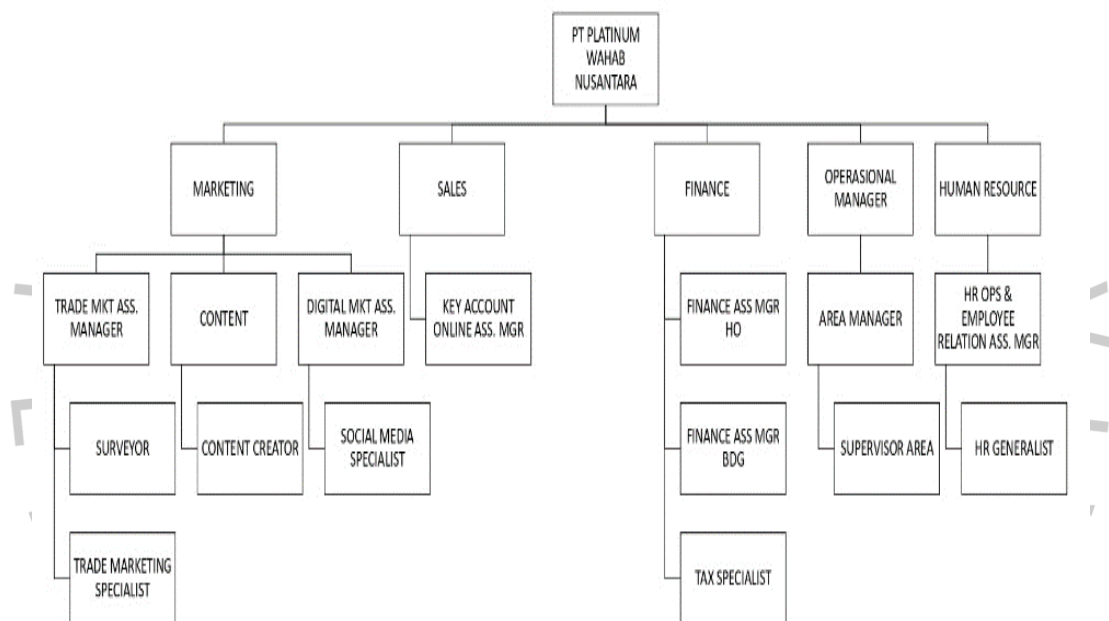 PT PLATINUM
WAHAB
NUSANTARA
MARKETING
SALES
FINANCE
OPERASIONAL
MANAGER
HUMAN RESOURCE
TRADE MKT ASS.
MANAGER
CONTENT
DIGITAL MKT ASS.
MANAGER
KEY ACCOUNT
ONLINE ASS. MGR
FINANCE ASS MGR
HO
AREA MANAGER
HR OPS &
EMPLOYEE
RELATION ASS. MGR
SURVEYOR
CONTENT CREATOR
SOCIAL MEDIA
SPECIALIST
FINANCE ASS MGR
BDG
SUPERVISOR AREA
HR GENERALIST
TRADE MARKETING
SPECIALIST
TAX SPECIALIST